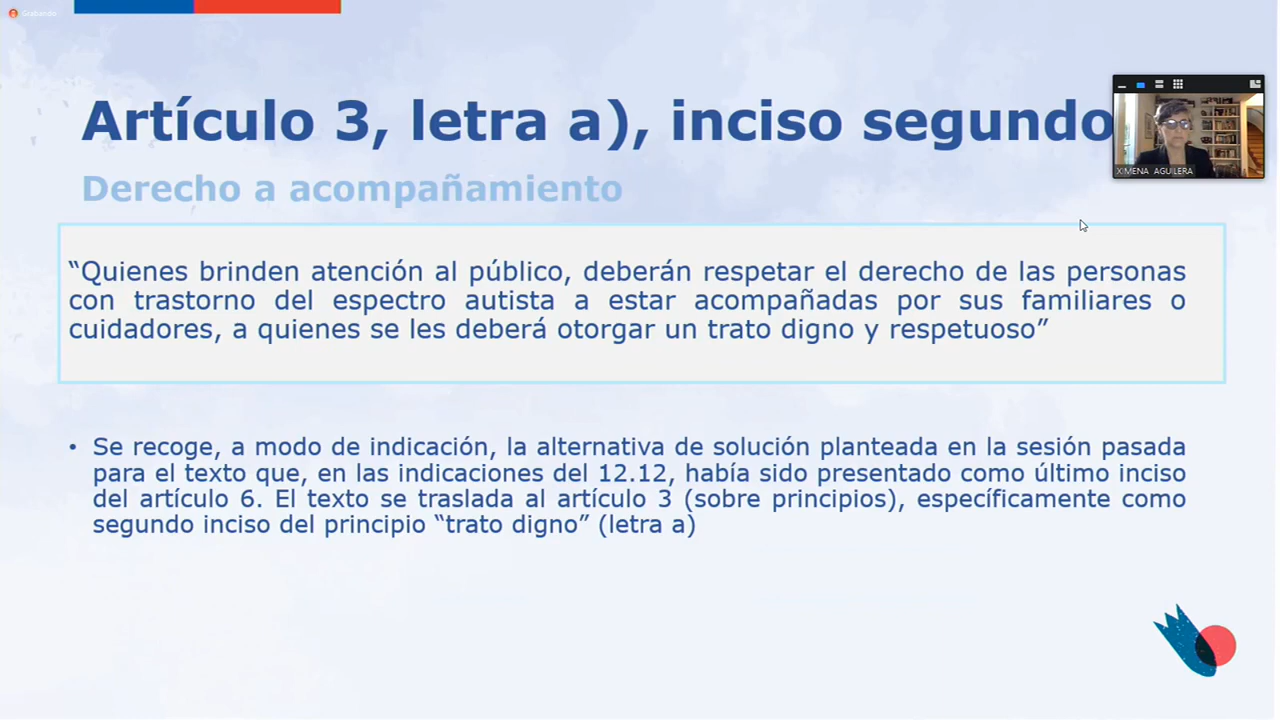 Grabando
Artículo 3, letra a), inciso segundo
XIMENA AGUILERA
Derecho a acompañamiento
“Quienes brinden atención al público, deberán respetar el derecho de las personas
con trastorno del espectro autista a estar acompañadas por sus familiares o
cuidadores, a quienes se les deberá otorgar un trato digno y respetuoso”
• Se recoge, a modo de indicación, la alternativa de solución planteada en la sesión pasada
para el texto que, en las indicaciones del 12.12, había sido presentado como último inciso
del artículo 6. El texto se traslada al artículo 3 (sobre principios), específicamente como
segundo inciso del principio “trato digno” (letra a)